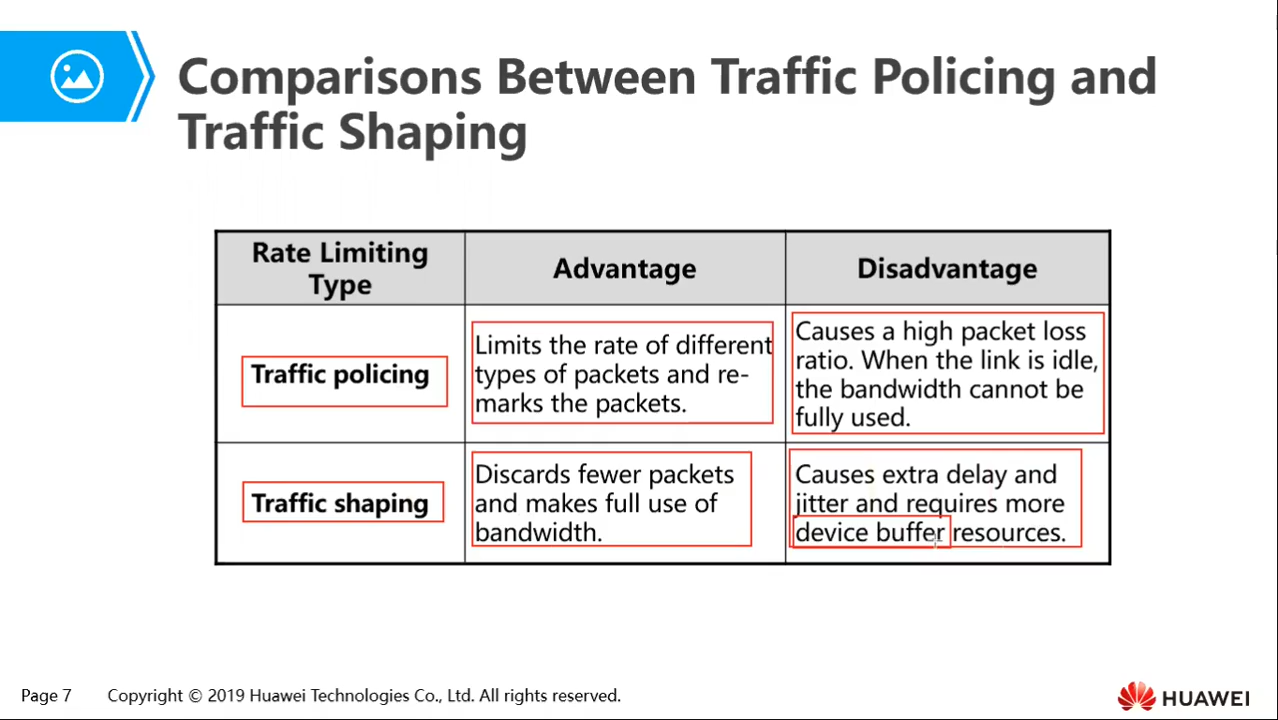 Comparisons Between Traffic Policing and
Traffic Shaping
Rate Limiting
Type
Advantage
Disadvantage
Traffic policing
Limits the rate of different
types of packets and re-
marks the packets.
Causes a high packet loss
ratio. When the link is idle,
the bandwidth cannot be
fully used.
Traffic shaping
Discards fewer packets
and makes full use of
bandwidth.
Causes extra delay and
jitter and requires more
device buffer resources.
Page 7
Copyright © 2019 Huawei Technologies Co., Ltd. All rights reserved.
HUAWEI